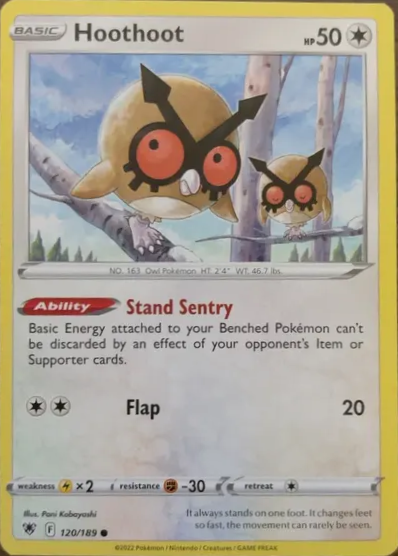 BASIC Hoothoot HP 50
NO. 163 Owl Pokémon. HT: 2'4" WT: 46.7 lbs.
Ability Stand Sentry
Basic Energy attached to your Benched Pokémon can't
be discarded by an effect of your opponent's Item or
Supporter cards.
Flap 20
weakness ×2 resistance -30 retreat
Illus. Pani Kobayashi
It always stands on one foot. It changes feet
so fast, the movement can rarely be seen.
F 120/189
©2022 Pokémon / Nintendo / Creatures / GAME FREAK